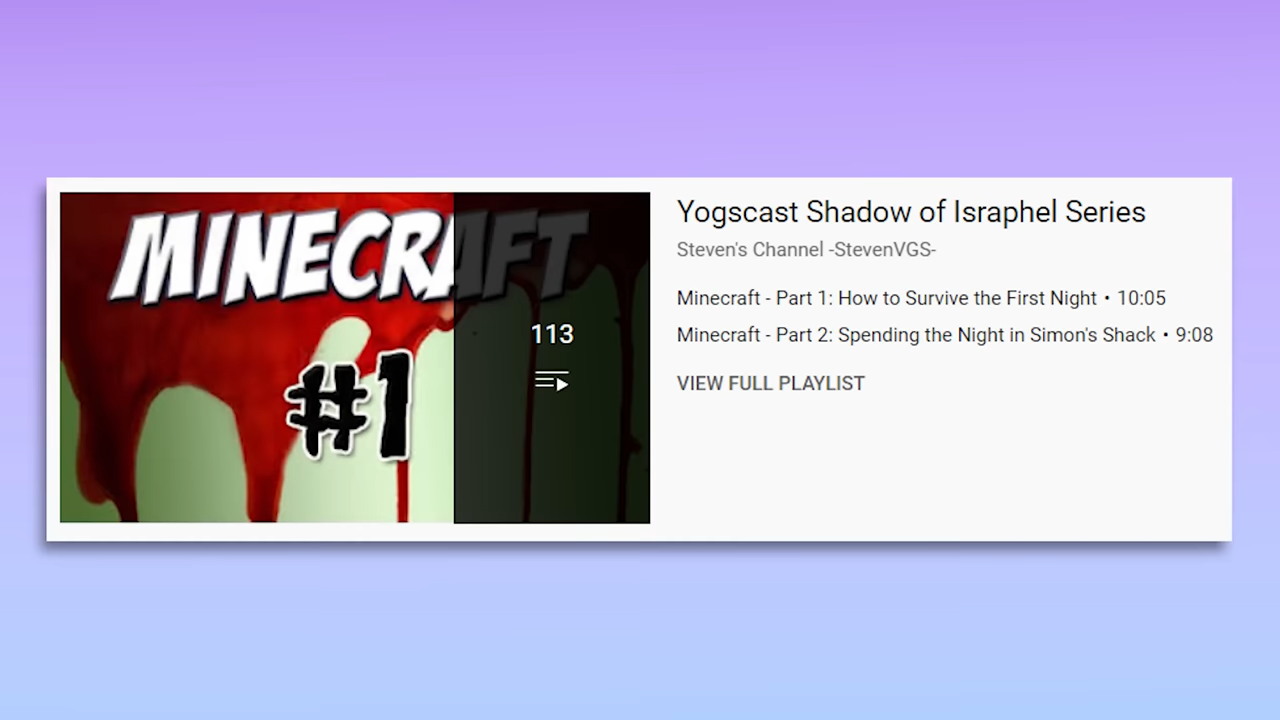 MINECRAFT
#1
113
Yogscast Shadow of Israphel Series
Steven's Channel -StevenVGS-
Minecraft - Part 1: How to Survive the First Night • 10:05
Minecraft - Part 2: Spending the Night in Simon's Shack • 9:08
VIEW FULL PLAYLIST